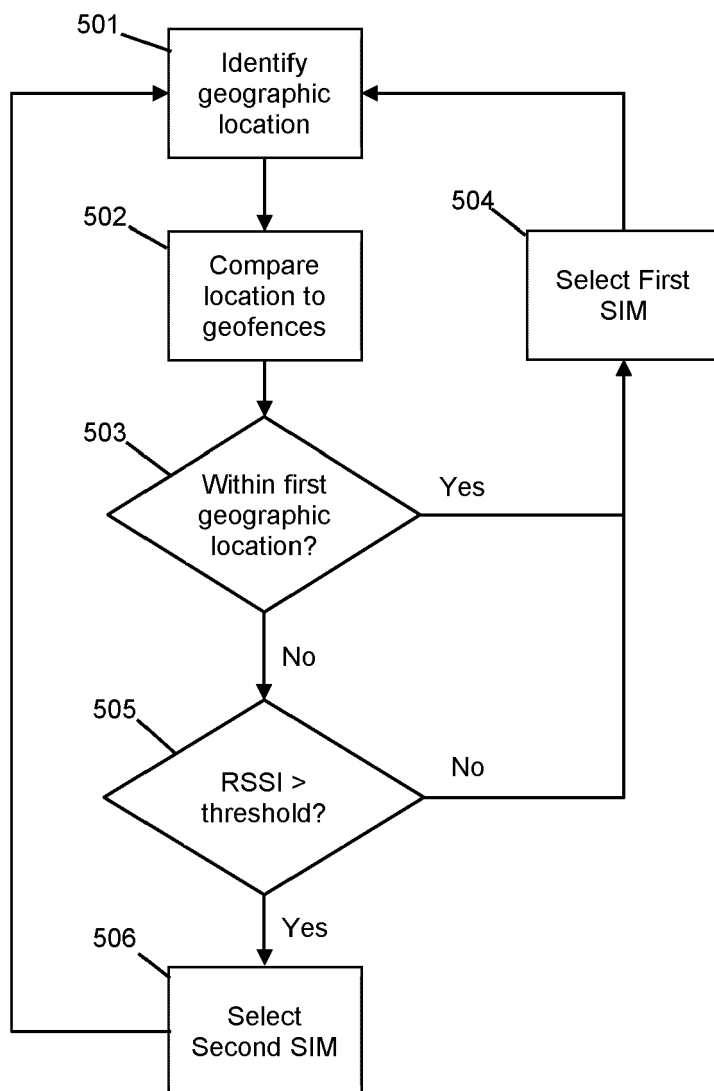 501
Identify
geographic
location
502
Compare
location to
geofences
504
Select First
SIM
503
Within first
geographic
location?
Yes
No
505
RSSI >
threshold?
No
Yes
506
Select
Second SIM